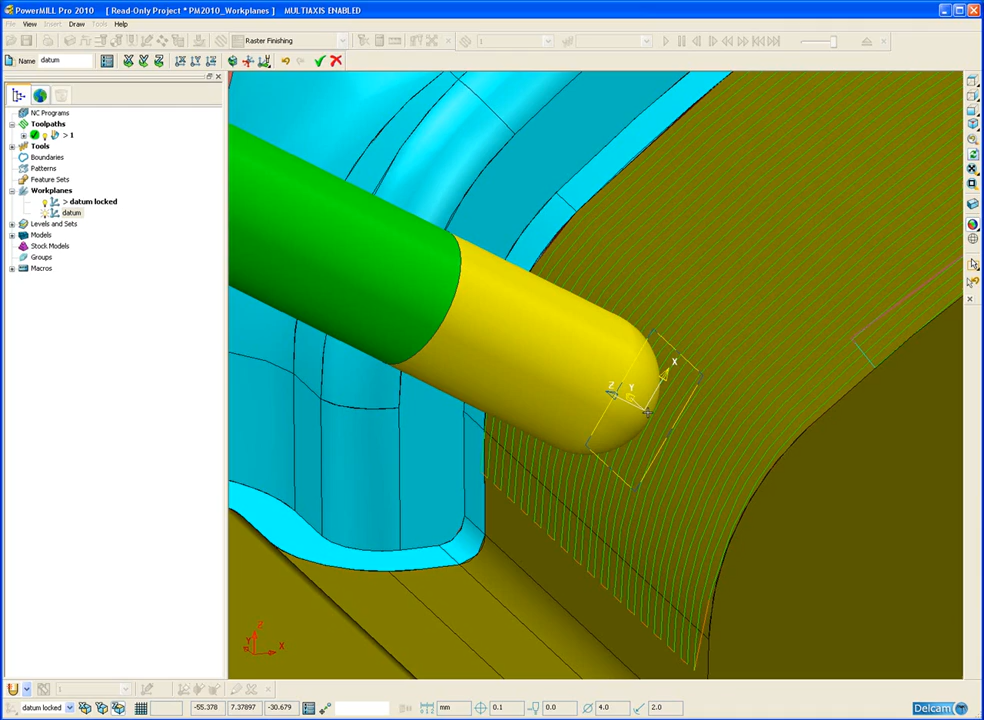 PowerMILL Pro 2010 [ Read-Only Project * PM2010_Workplanes ] MULTIAXIS ENABLED
File View Insert Draw Tools Help
1 Raster Finishing 1
Name datum
NC Programs
Toolpaths
> 1
Tools
Boundaries
Patterns
Feature Sets
Workplanes
> datum locked
datum
Levels and Sets
Models
Stock Models
Groups
Macros
X
Y
Z
Z
Y
X
1
datum locked -55.378 7.37897 -30.679 mm 0.1 0.0 4.0 2.0 Delcam